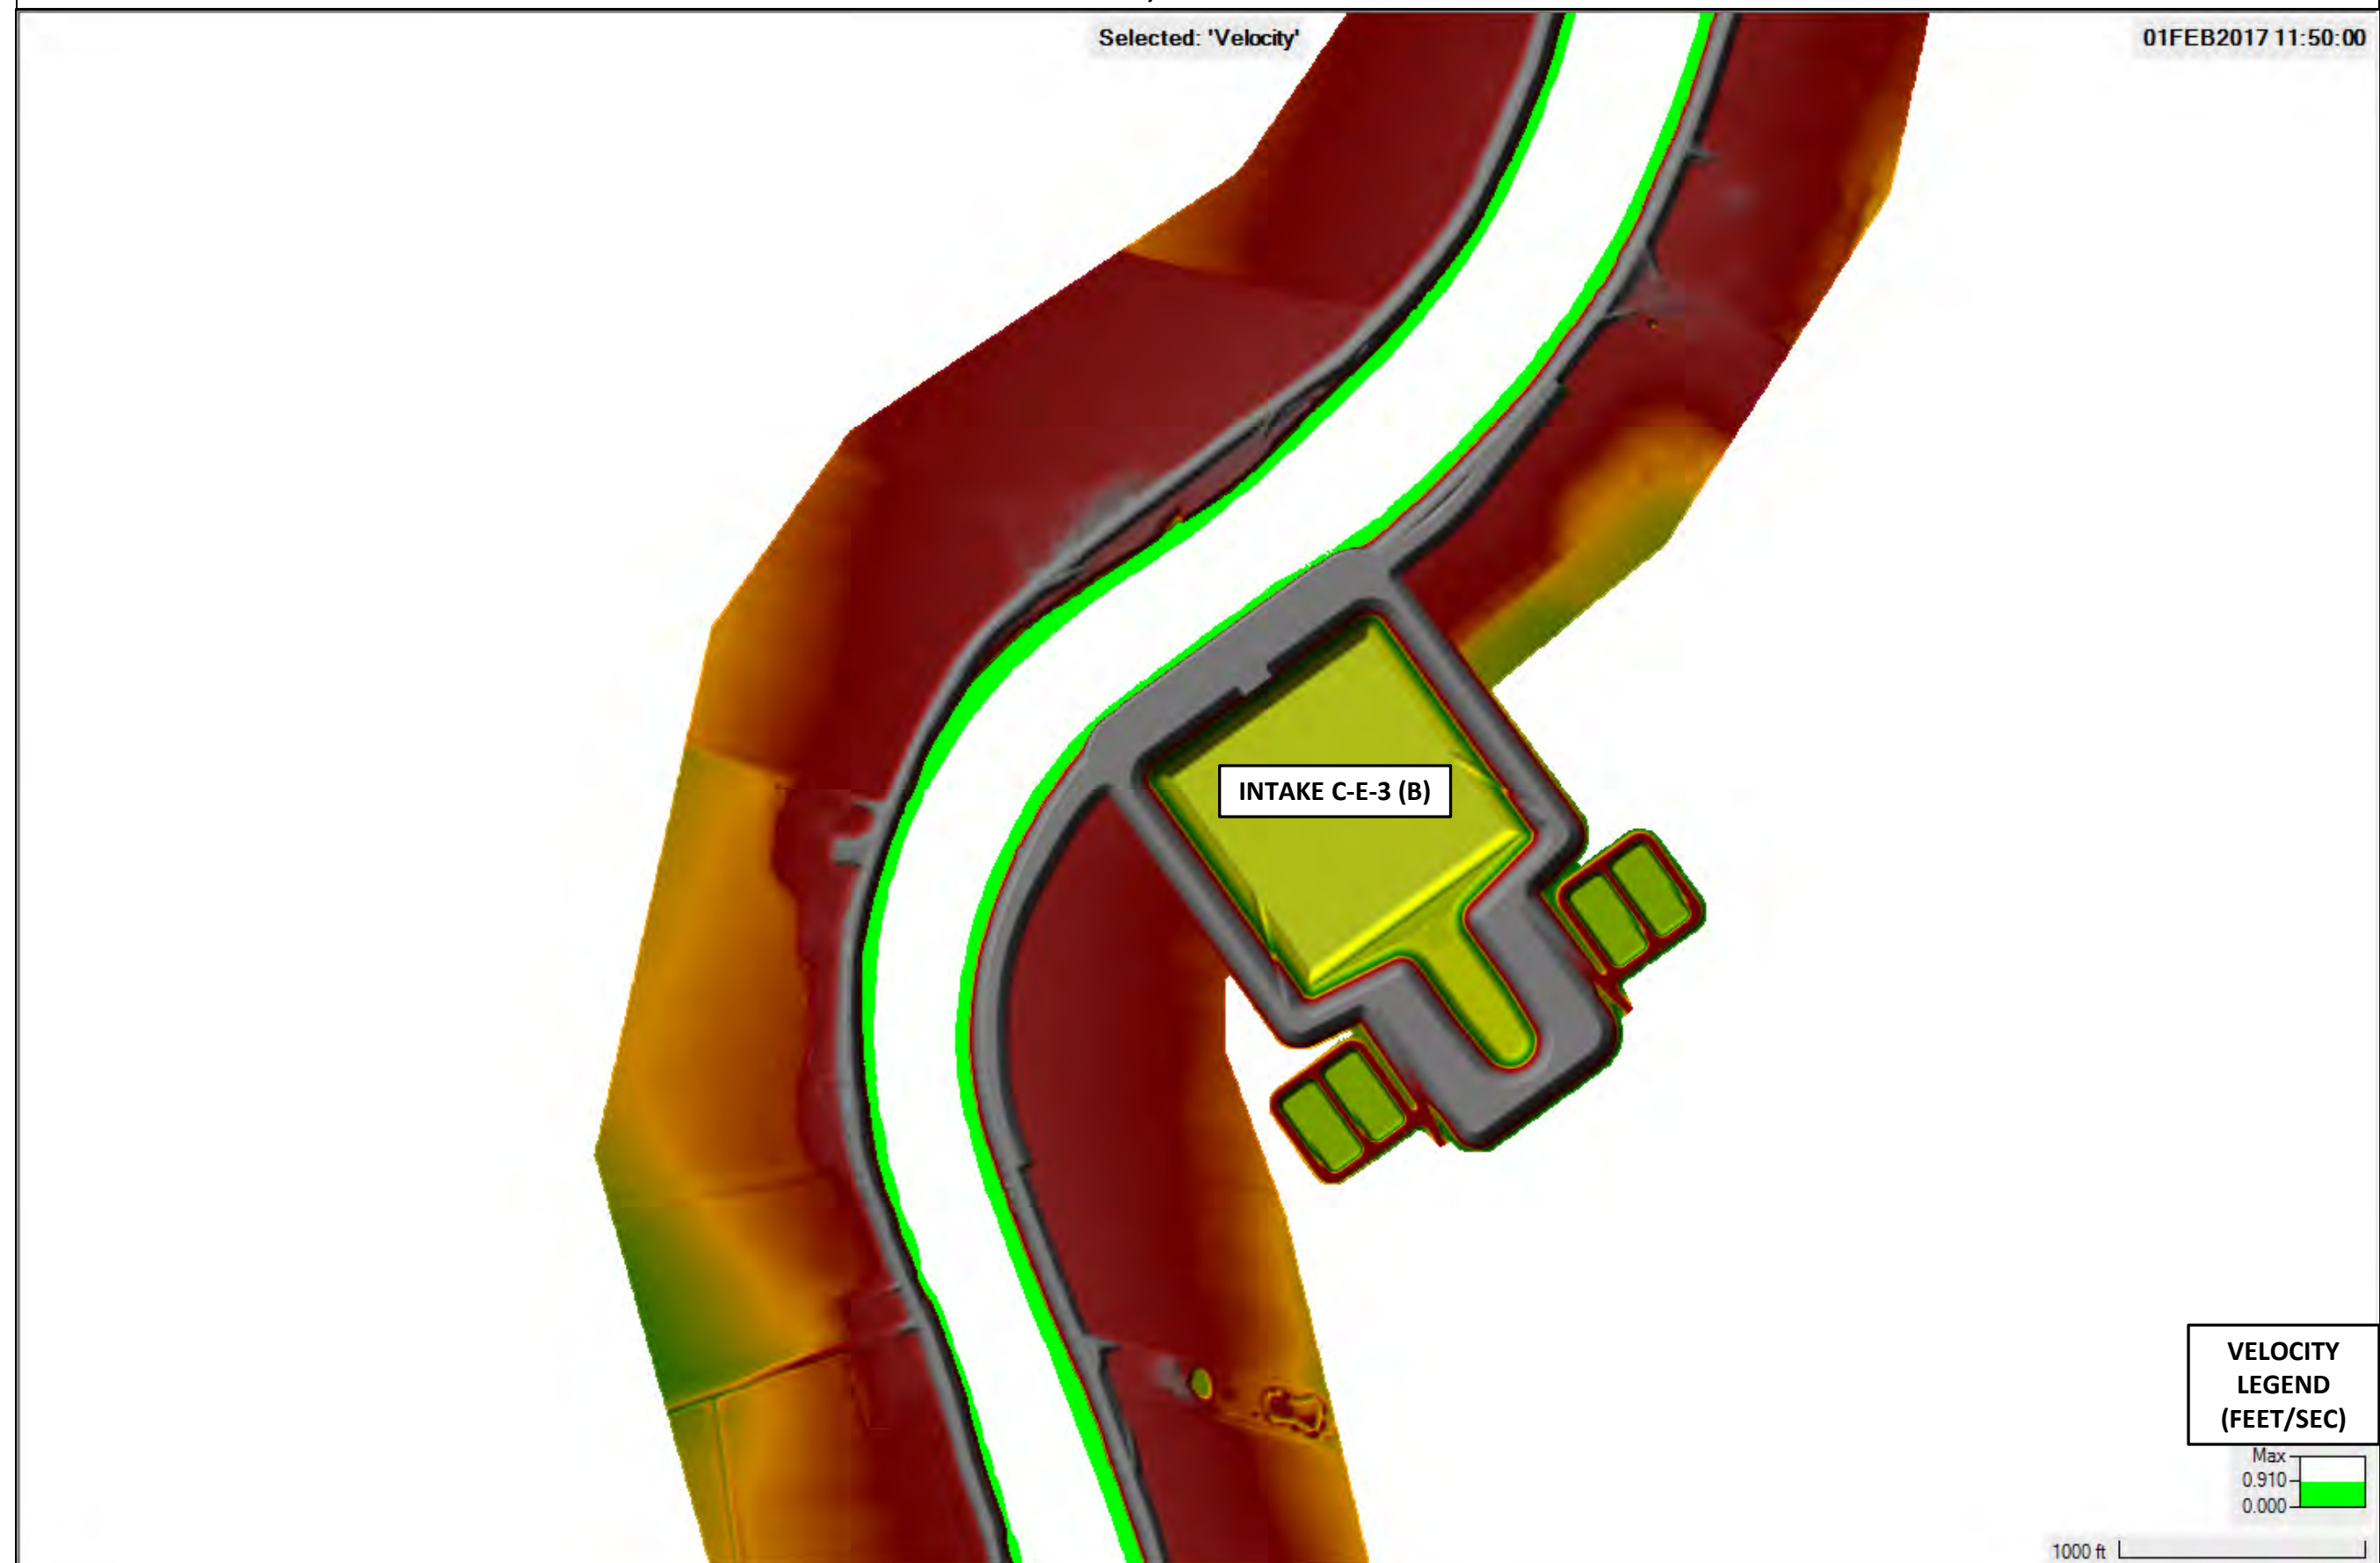 Selected: 'Velocity'
01FEB2017 11:50:00
INTAKE C-E-3 (B)
VELOCITY
LEGEND
(FEET/SEC)
Max
0.910
0.000
1000 ft